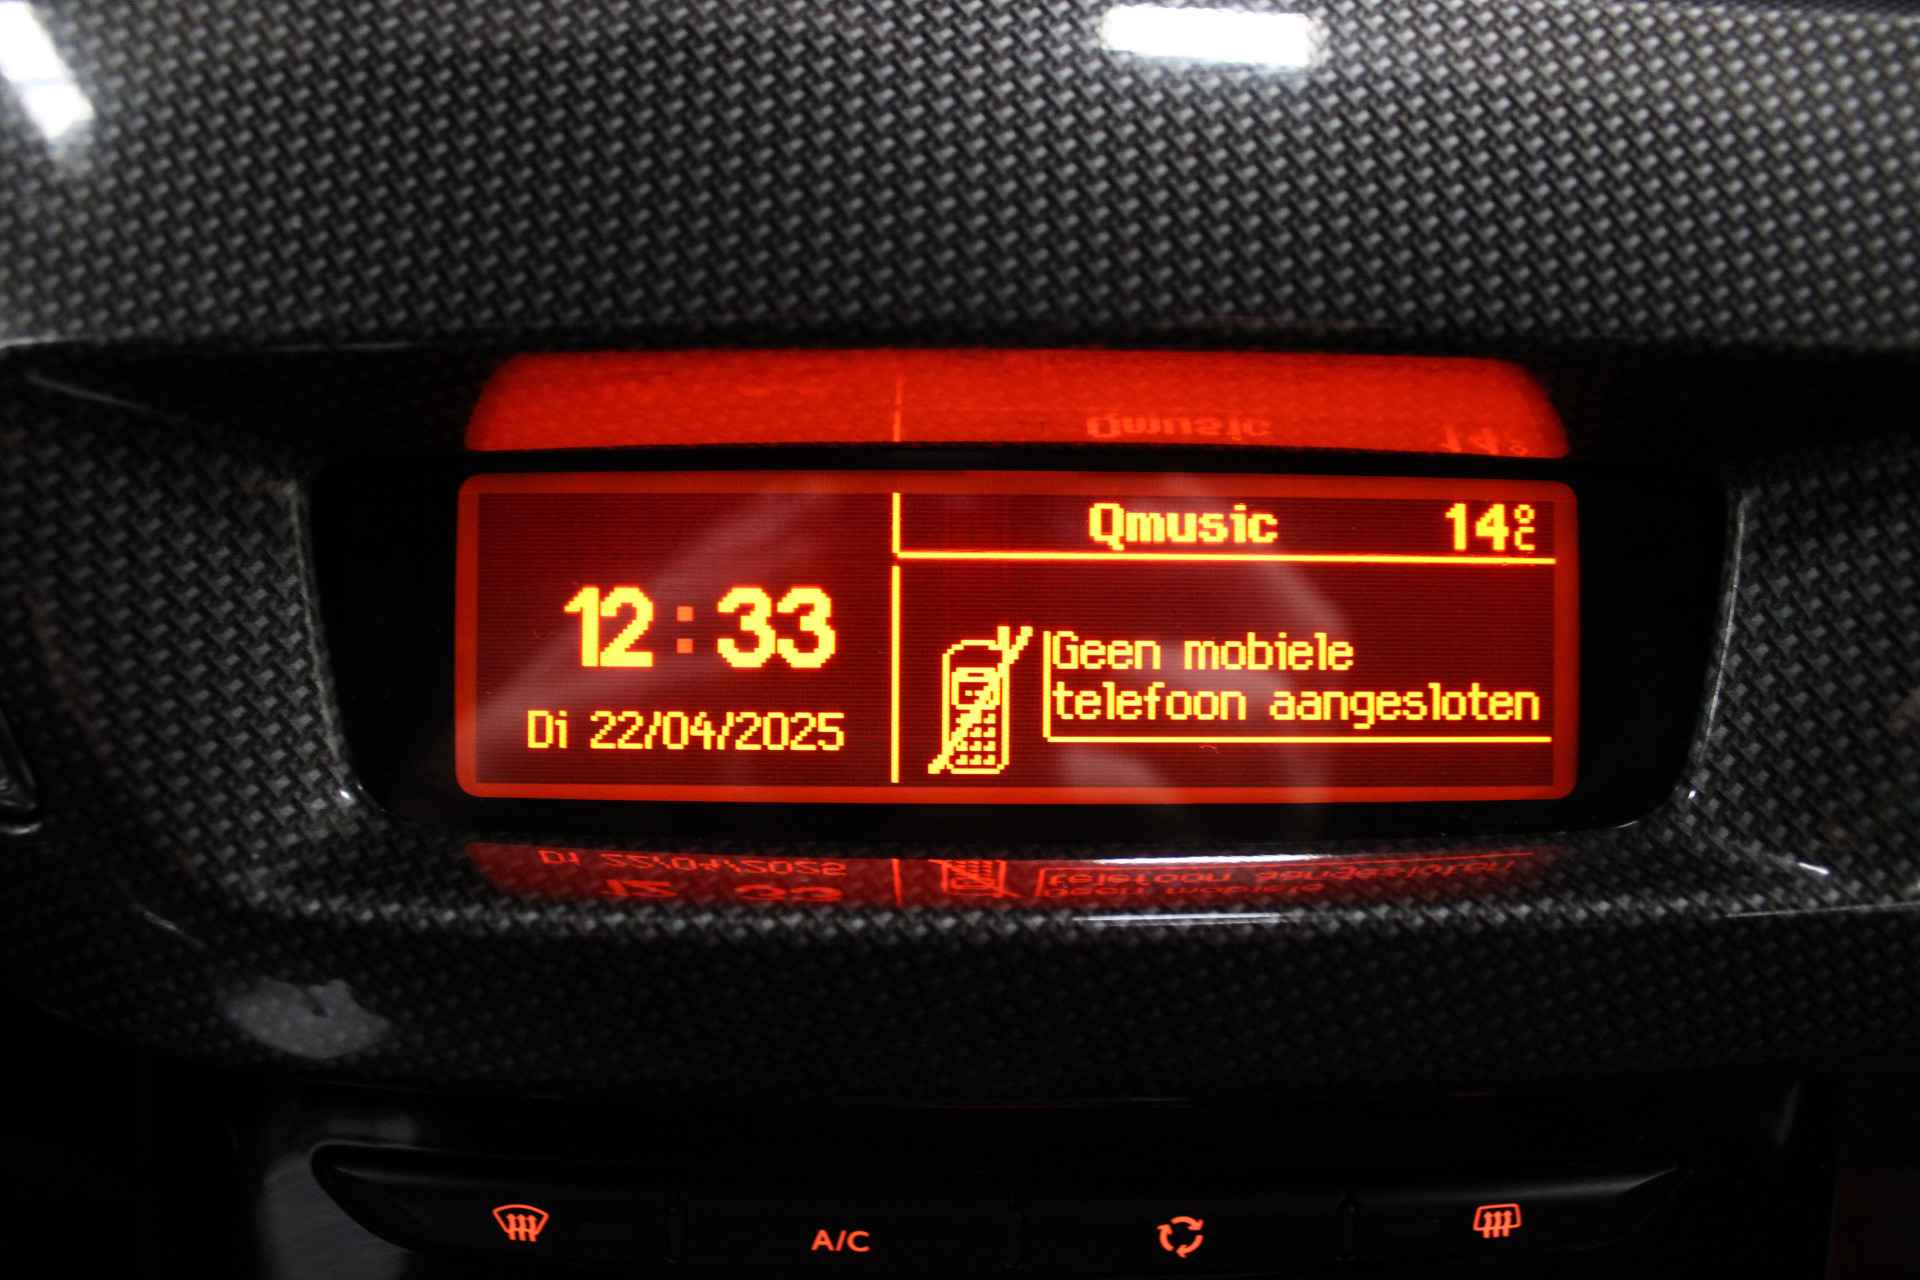 Qmusic 14°C
12:33
Geen mobiele
telefoon aangesloten
Di 22/04/2025
A/C